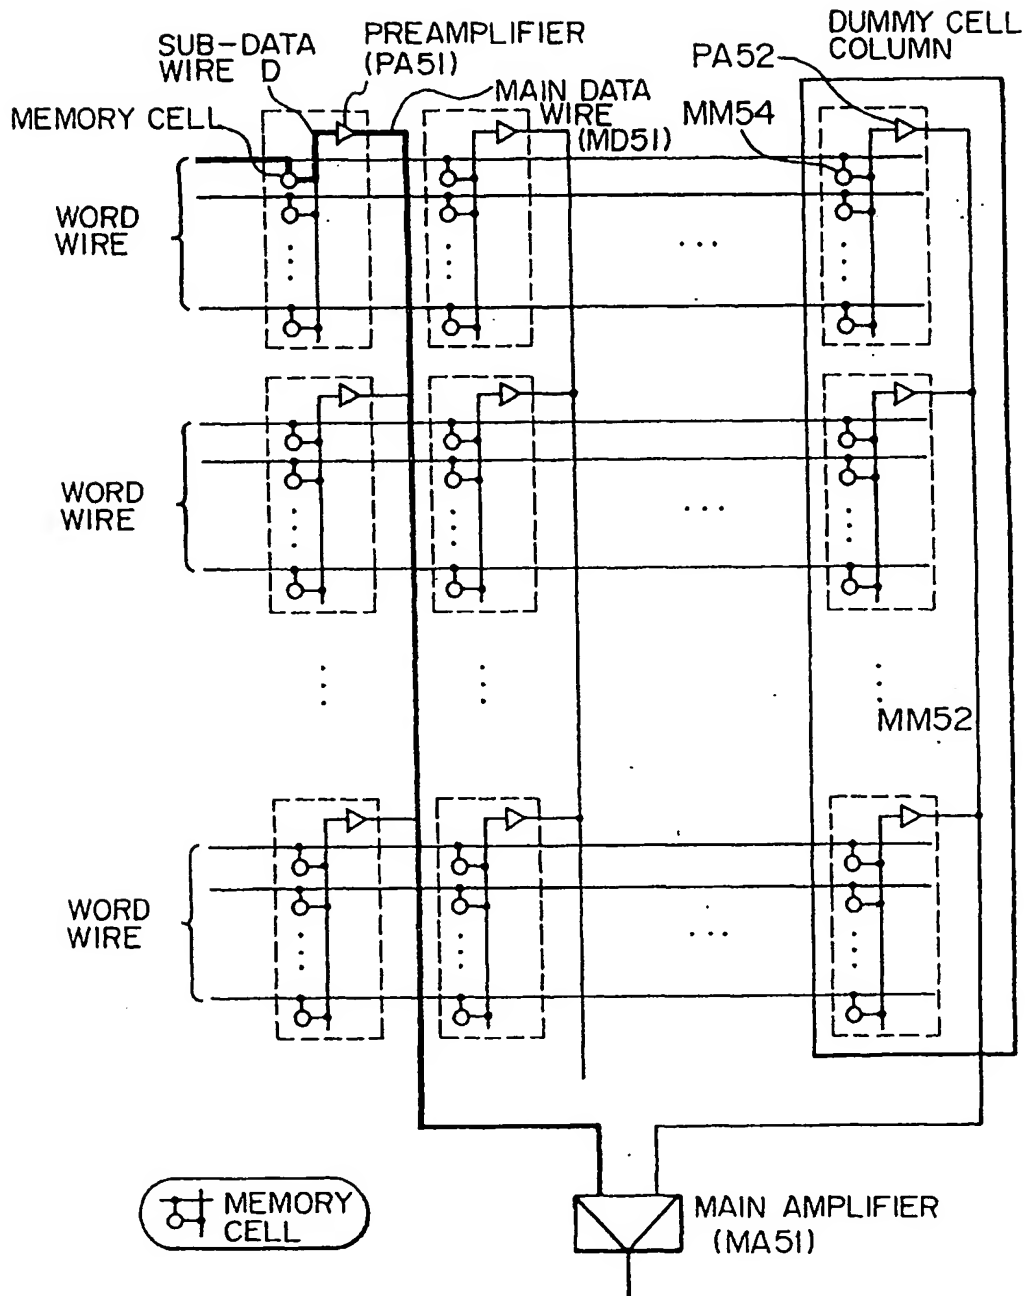 SUB-DATA
WIRE D
PREAMPLIFIER
(PA51)
MAIN DATA
WIRE
(MD51)
MEMORY CELL
DUMMY CELL
COLUMN
PA52
MM54
WORD
WIRE
WORD
WIRE
MM52
WORD
WIRE
MEMORY
CELL
MAIN AMPLIFIER
(MA51)